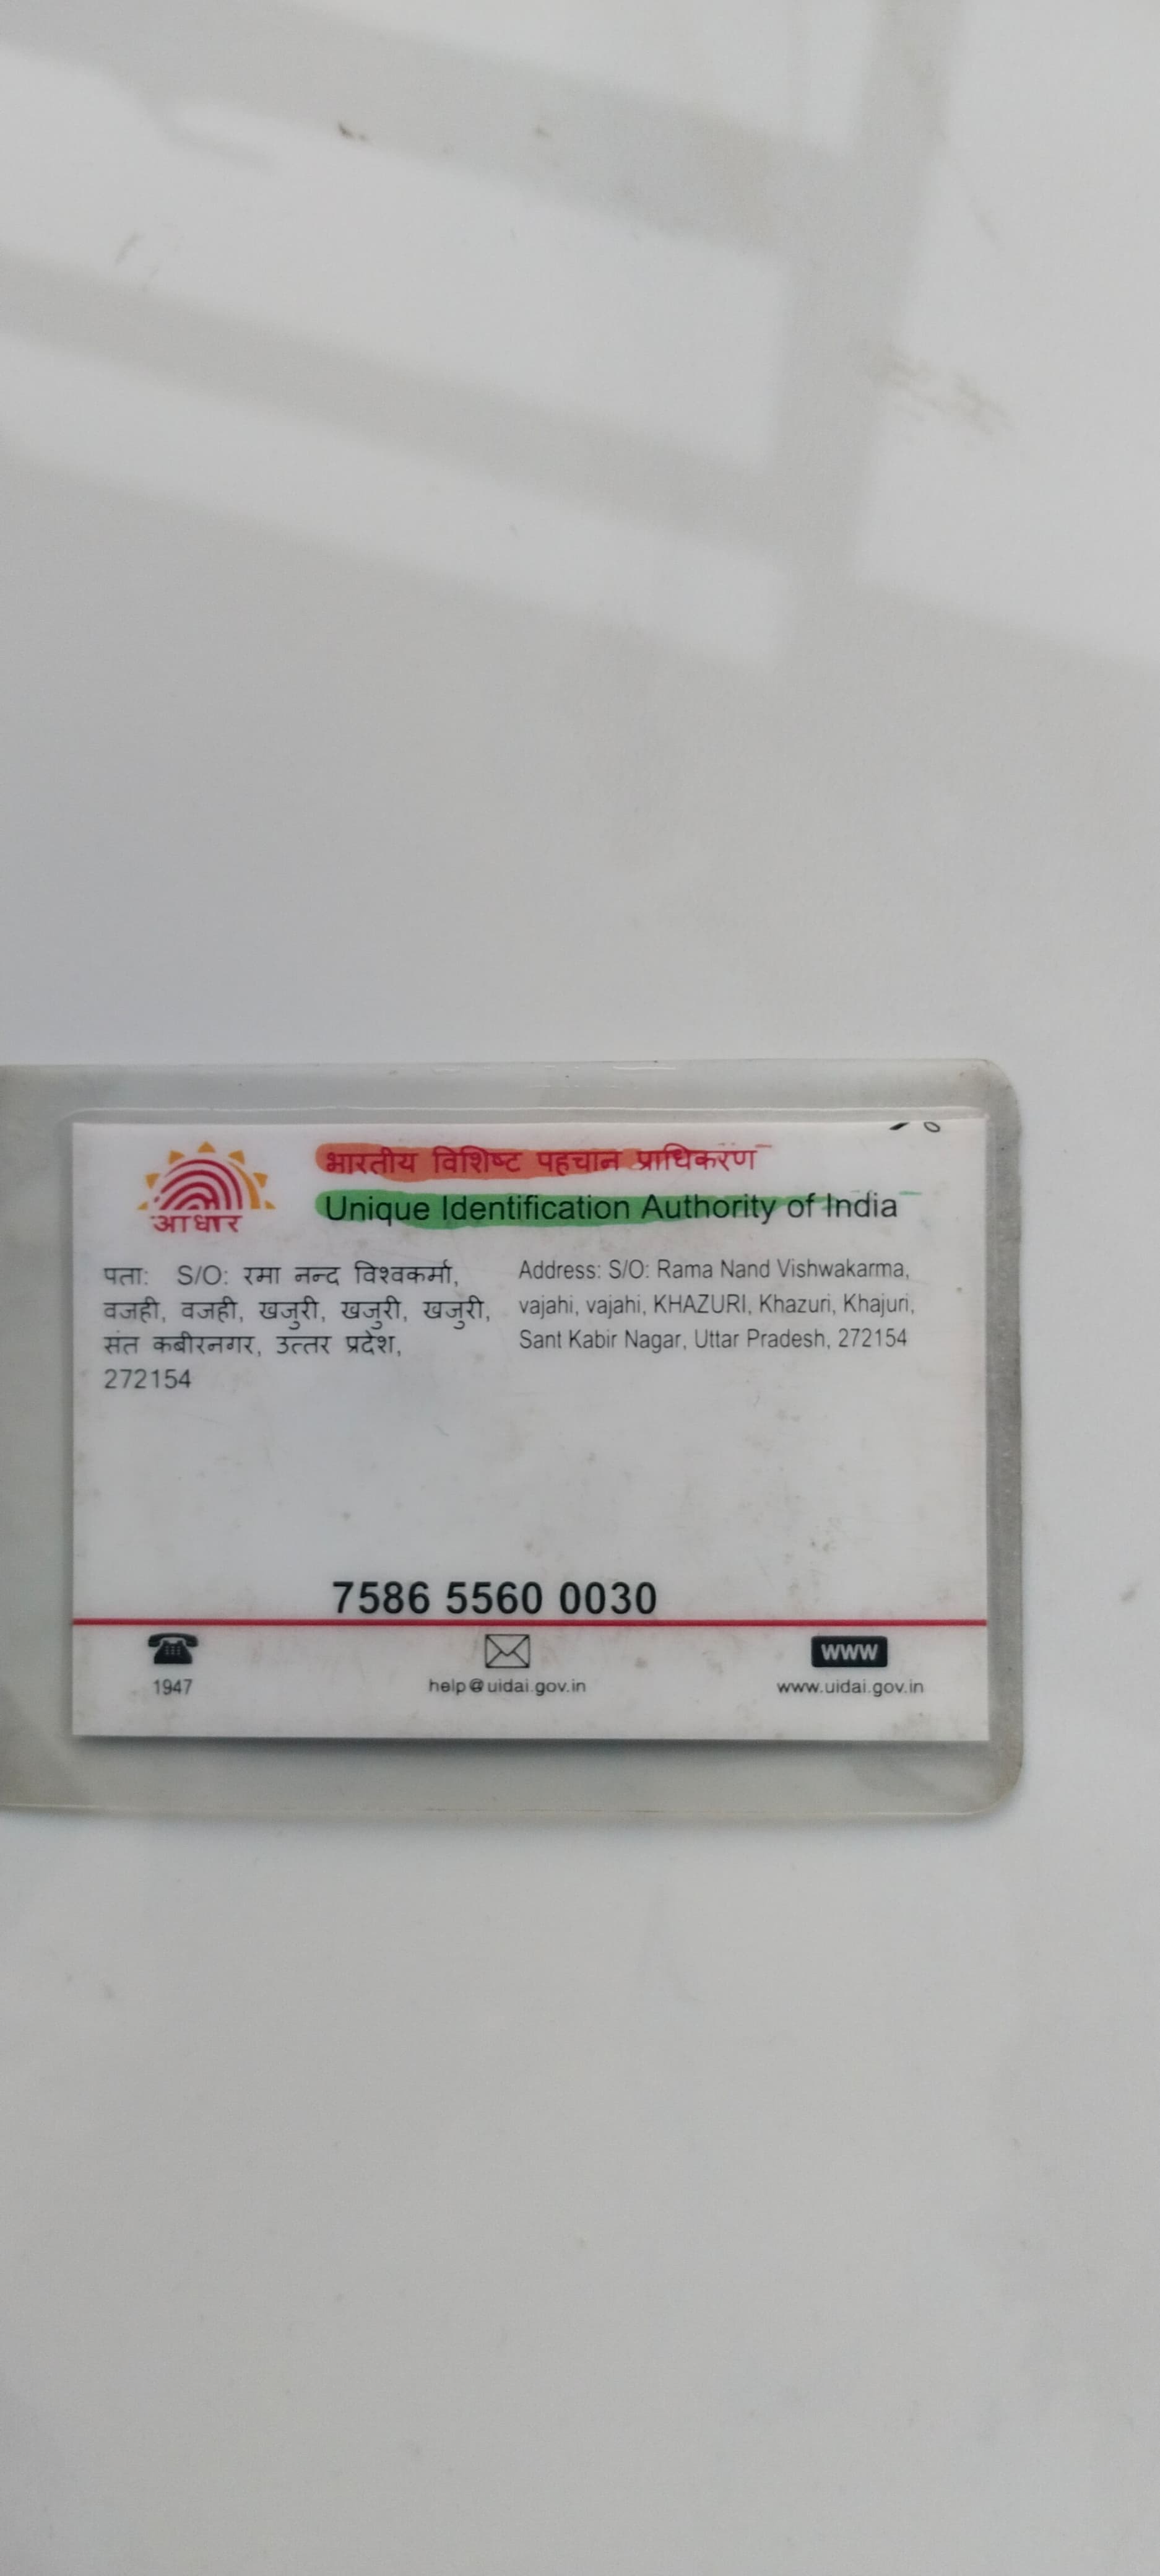 आधार
भारतीय विशिष्ट पहचान प्राधिकरण
Unique Identification Authority of India
पता: S/O: रमा नन्द विश्वकर्मा,
वजही, वजही, खजुरी, खजुरी, खजुरी,
संत कबीरनगर, उत्तर प्रदेश,
272154
Address: S/O: Rama Nand Vishwakarma,
vajahi, vajahi, KHAZURI, Khazuri, Khajuri,
Sant Kabir Nagar, Uttar Pradesh, 272154
7586 5560 0030
1947
help@uidai.gov.in
www
www.uidai.gov.in